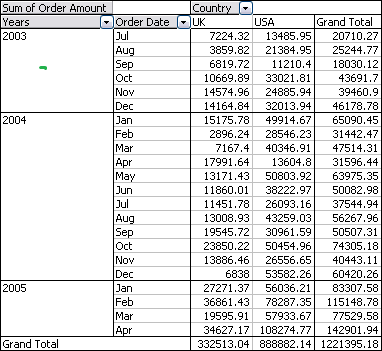 Sum of Order Amount Country
Years Order Date UK USA Grand Total
2003 Jul 7224.32 13485.95 20710.27
Aug 3859.82 21384.95 25244.77
Sep 6819.72 11210.4 18030.12
Oct 10669.89 33021.81 43691.7
Nov 14574.96 24885.94 39460.9
Dec 14164.84 32013.94 46178.78
2004 Jan 15175.78 49914.67 65090.45
Feb 2896.24 28546.23 31442.47
Mar 7167.4 40346.91 47514.31
Apr 17991.64 13604.8 31596.44
May 13171.43 50803.92 63975.35
Jun 11860.01 38222.97 50082.98
Jul 11451.78 26093.16 37544.94
Aug 13008.93 43259.03 56267.96
Sep 19545.72 30961.59 50507.31
Oct 23850.22 50454.96 74305.18
Nov 13886.46 26556.65 40443.11
Dec 6838 53582.26 60420.26
2005 Jan 27271.37 56036.21 83307.58
Feb 36861.43 78287.35 115148.78
Mar 19595.91 57933.67 77529.58
Apr 34627.17 108274.77 142901.94
Grand Total 332513.04 888882.14 1221395.18